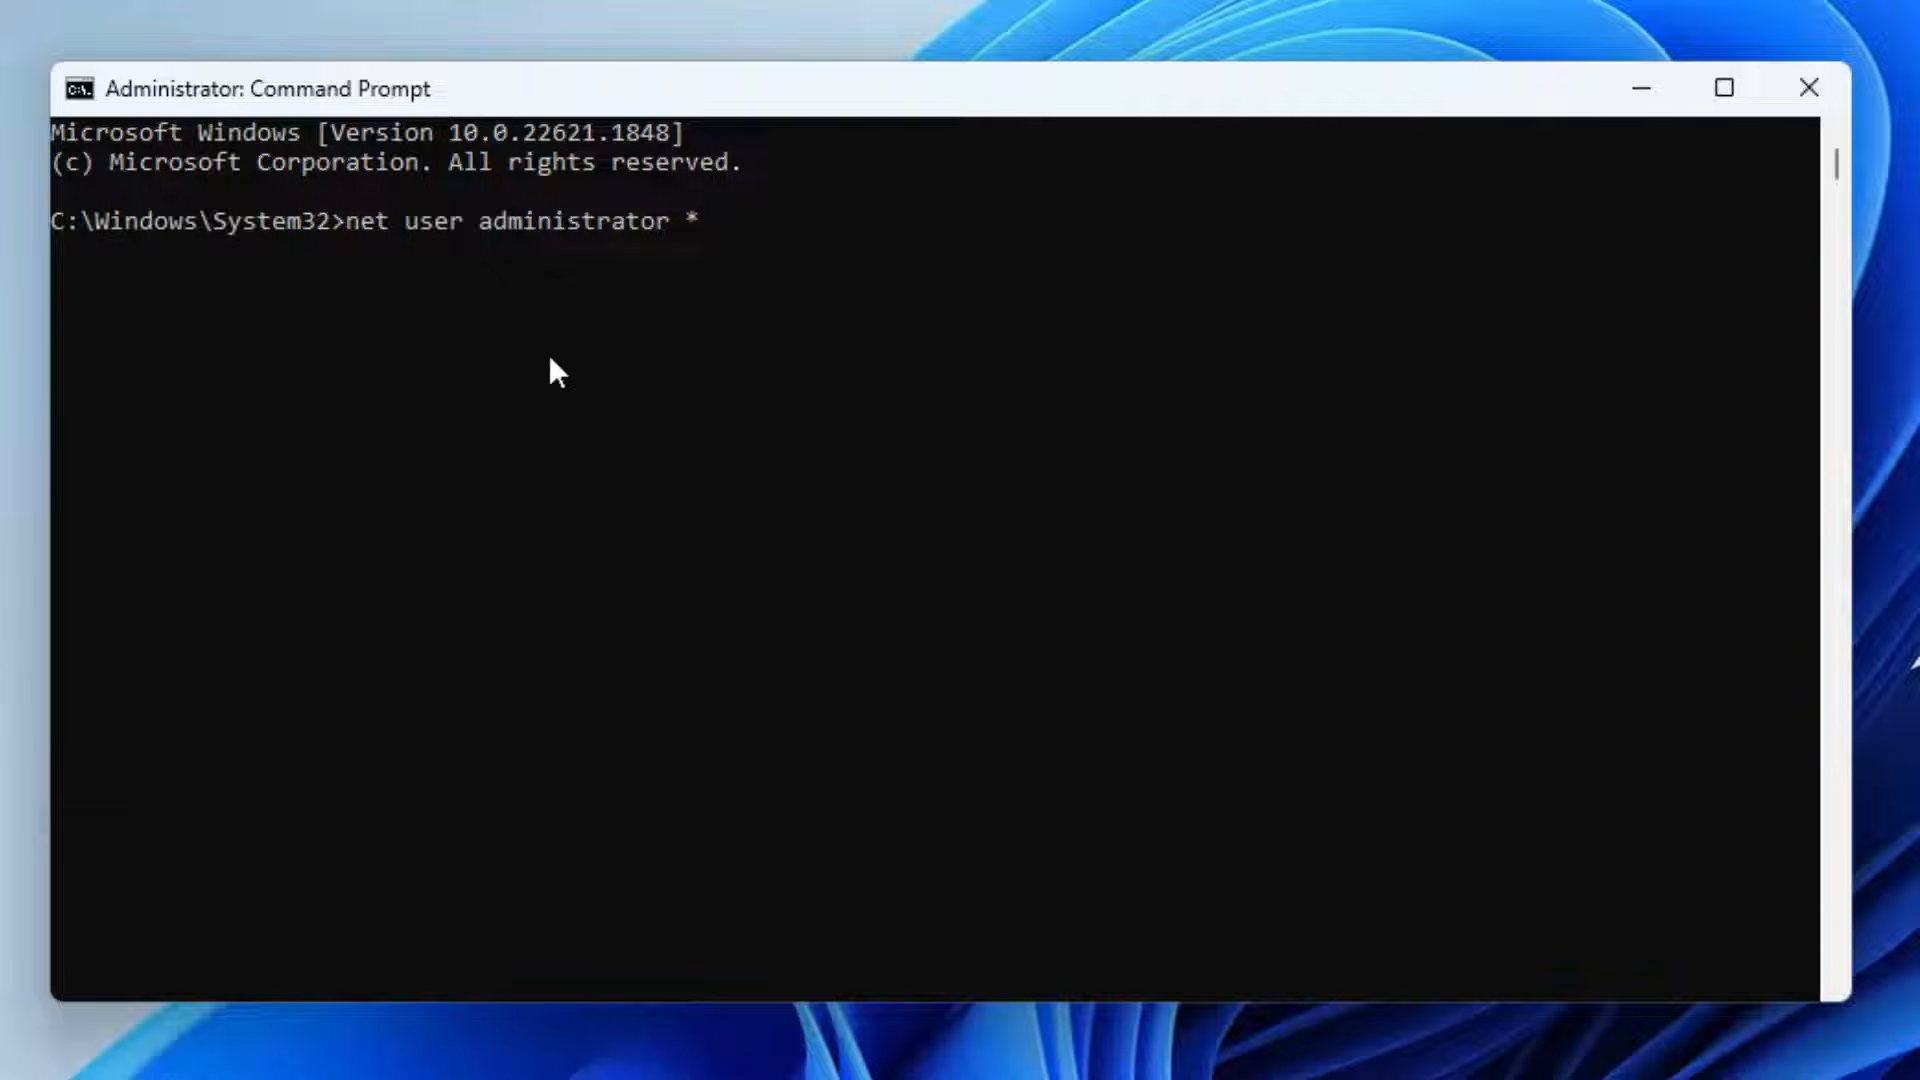 Administrator: Command Prompt
Microsoft Windows [Version 10.0.22621.1848]
(c) Microsoft Corporation. All rights reserved.
C:\Windows\System32>net user administrator *